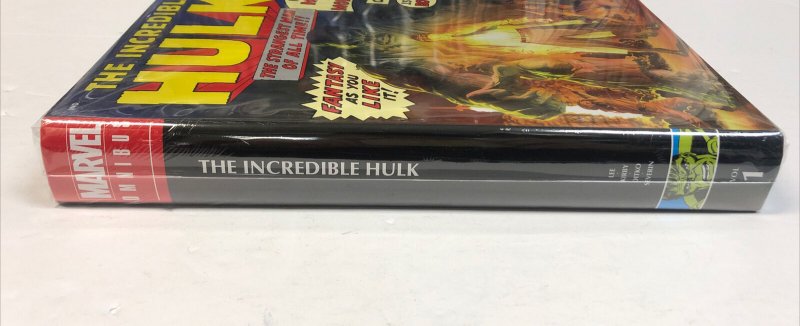 THE INCREDIBLE
HULK
THE STRANGEST MAN
OF ALL TIME!!
FANTASY
AS YOU
LIKE
IT!
MARVEL
OMNIBUS
THE INCREDIBLE HULK
LEE
KIRBY
DITKO
SEVERIN
VOL.
1